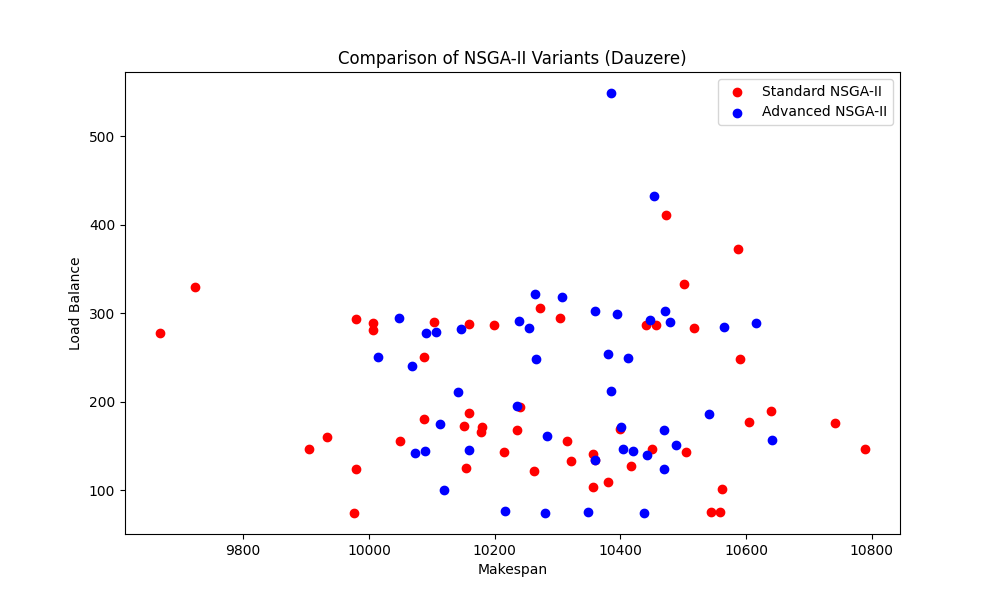 Comparison of NSGA-II Variants (Dauzere)
Standard NSGA-II
Advanced NSGA-II
500
400
300
200
100
Load Balance
9800 10000 10200 10400 10600 10800
Makespan